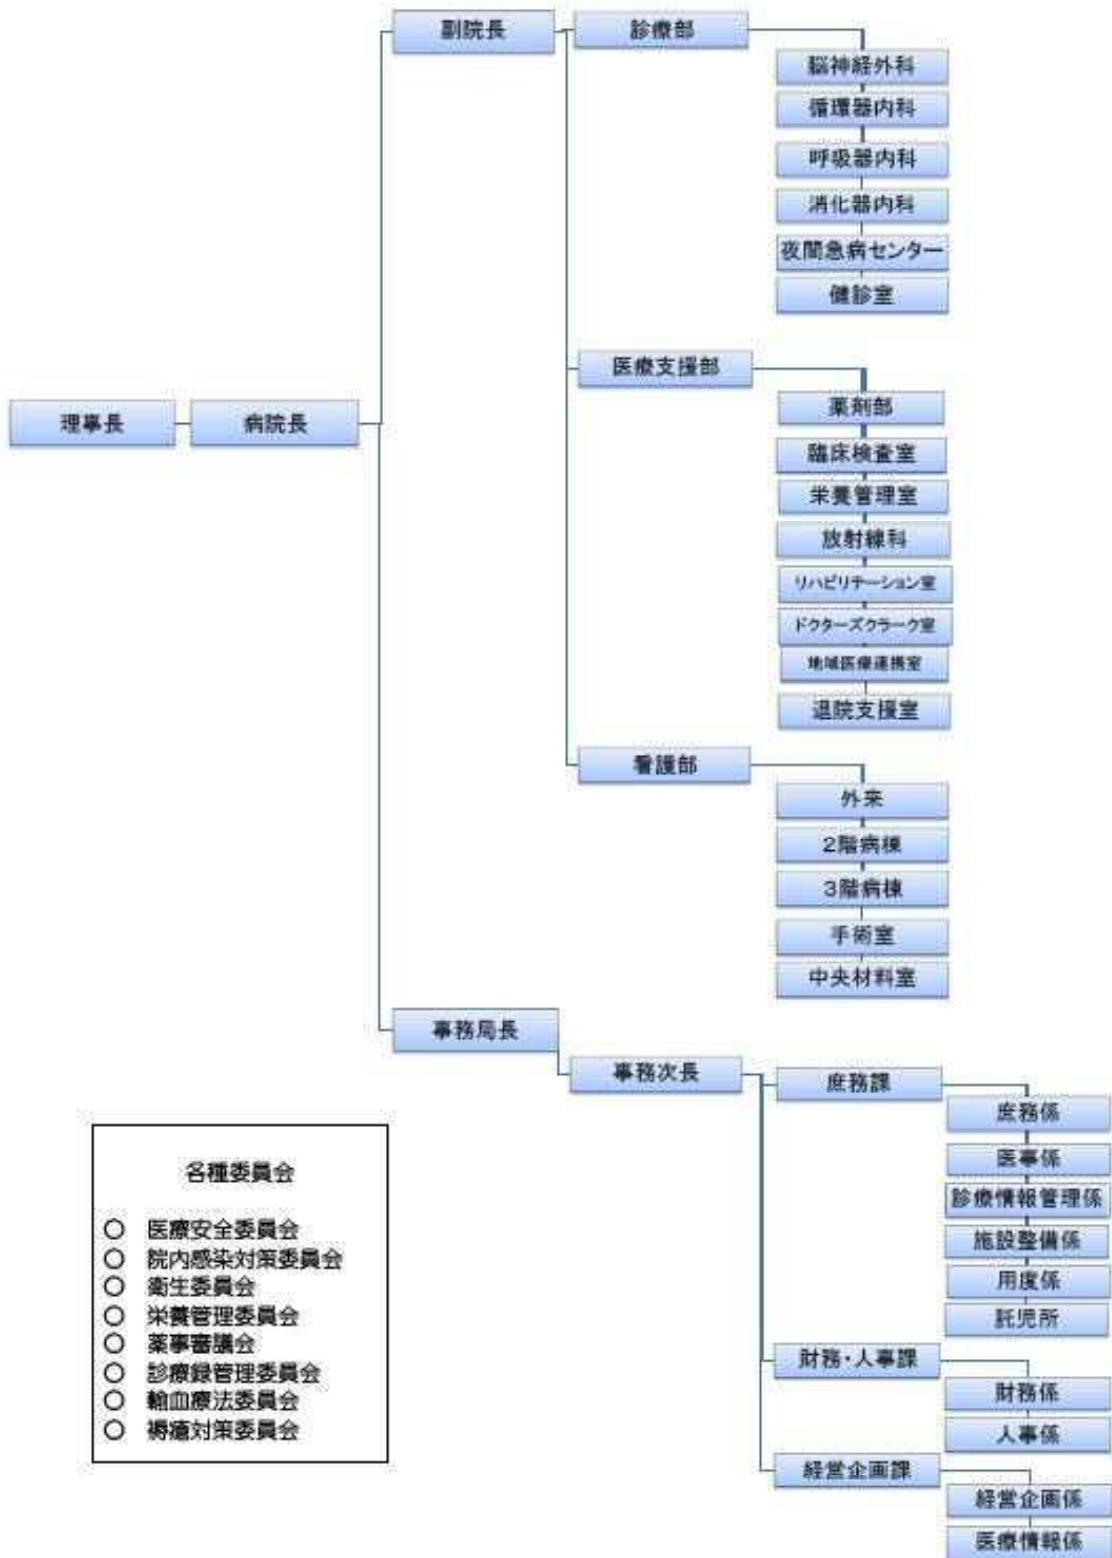 副院長
診療部
脳神経外科
循環器内科
呼吸器内科
消化器内科
夜間急病センター
健診室
医療支援部
理事長
病院長
薬剤部
臨床検査室
栄養管理室
放射線科
リハビリテーション室
ドクターズクラーク室
地域医療連携室
退院支援室
看護部
外来
2階病棟
3階病棟
手術室
中央材料室
事務局長
事務次長
庶務課
庶務係
医事係
診療情報管理係
施設整備係
用度係
託児所
財務・人事課
財務係
人事係
経営企画課
経営企画係
医療情報係
各種委員会
○ 医療安全委員会
○ 院内感染対策委員会
○ 衛生委員会
○ 栄養管理委員会
○ 薬事審議会
○ 診療録管理委員会
○ 輸血療法委員会
○ 褥瘡対策委員会